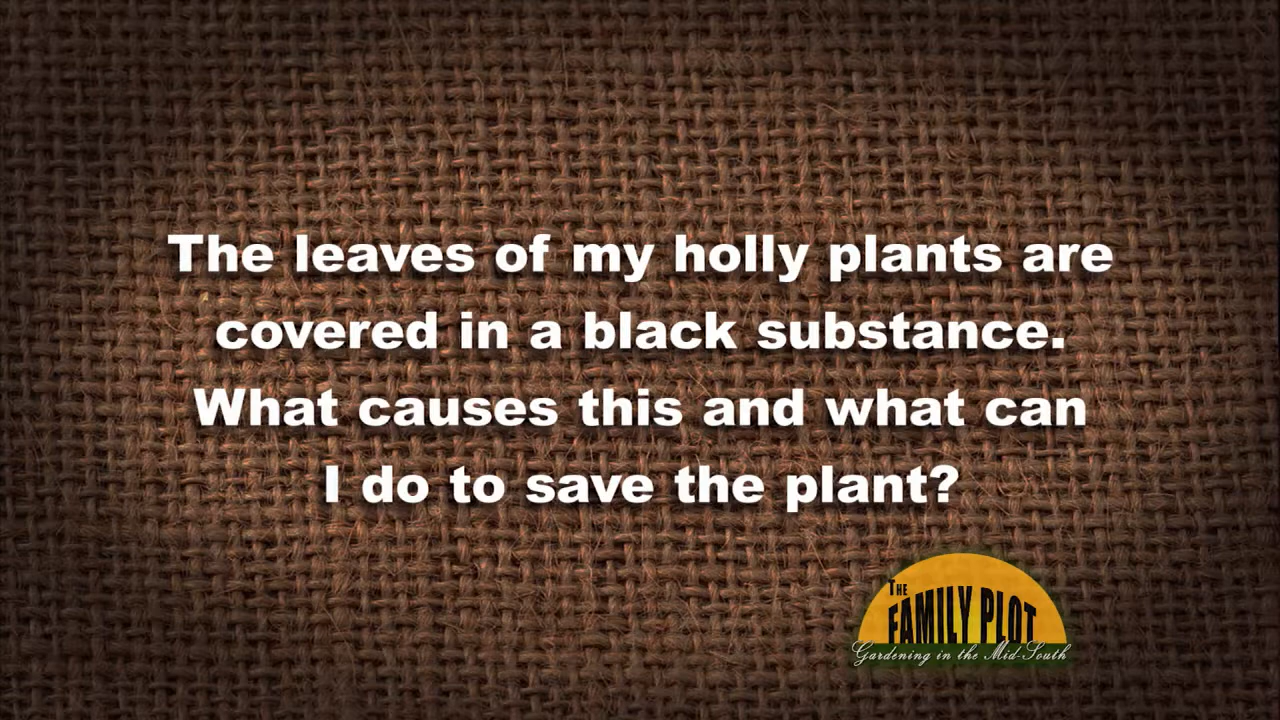 The leaves of my holly plants are
covered in a black substance.
What causes this and what can
I do to save the plant?
THE
FAMILY PLOT
Gardening in the Mid-South